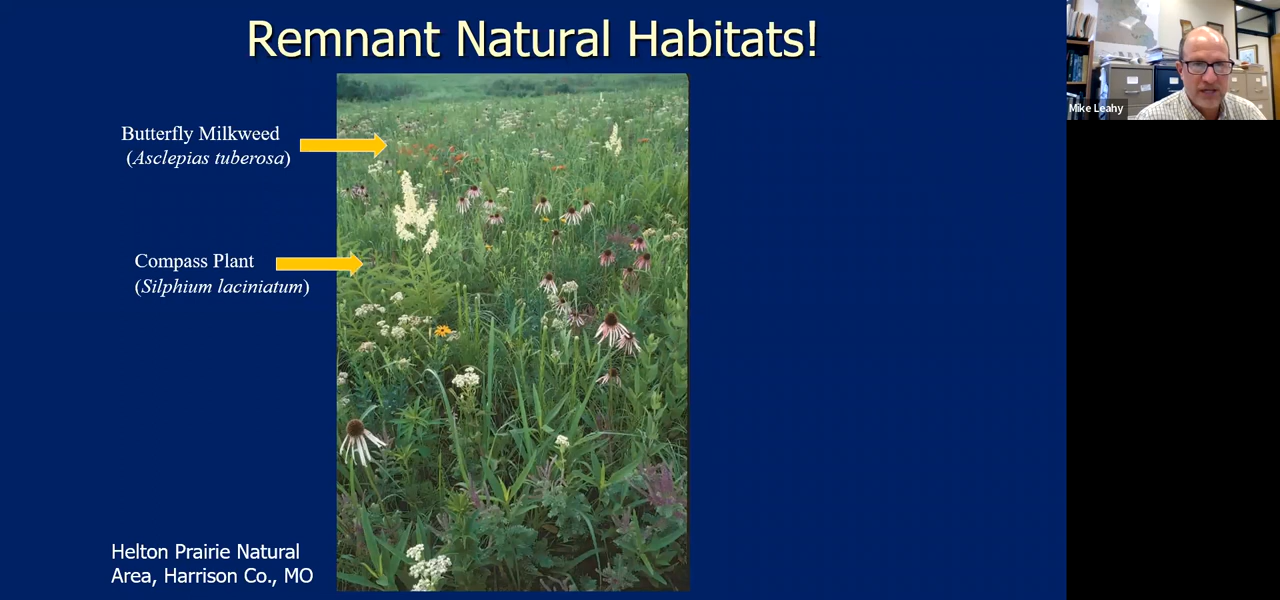 Remnant Natural Habitats!
Mike Leahy
Butterfly Milkweed
(Asclepias tuberosa)
Compass Plant
(Silphium laciniatum)
Helton Prairie Natural
Area, Harrison Co., MO